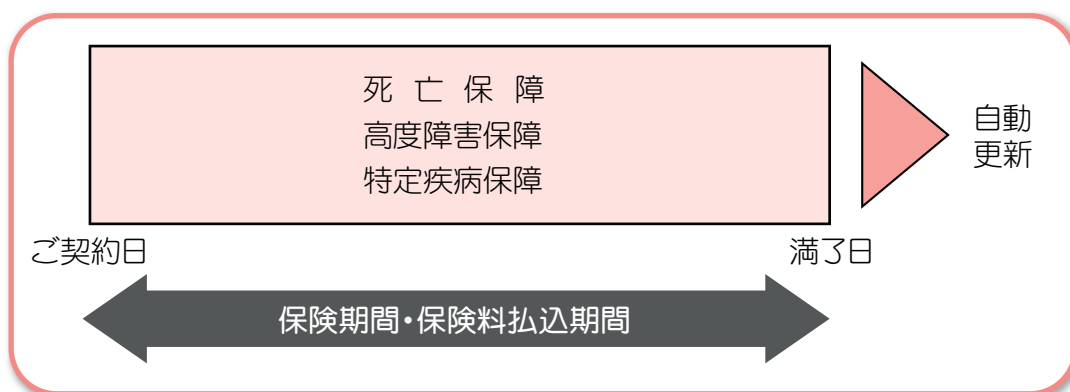 死亡保障
高度障害保障
特定疾病保障
自動
更新
ご契約日
満了日
保険期間・保険料払込期間